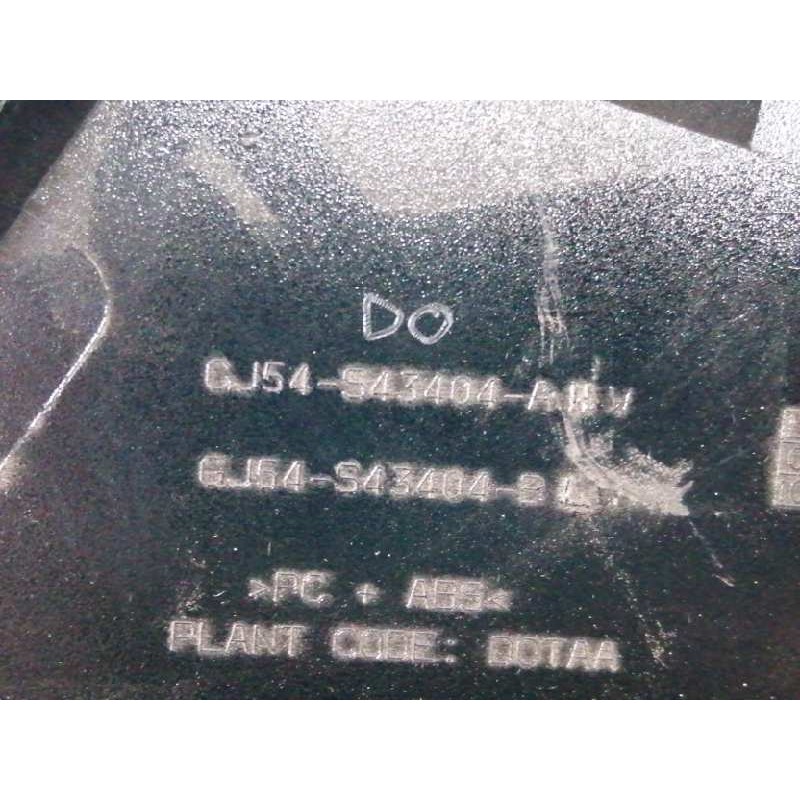 DO
GJ54-S43404-A W
GJ54-S43404-B
>PC + ABS<
PLANT CODE: DOTAA